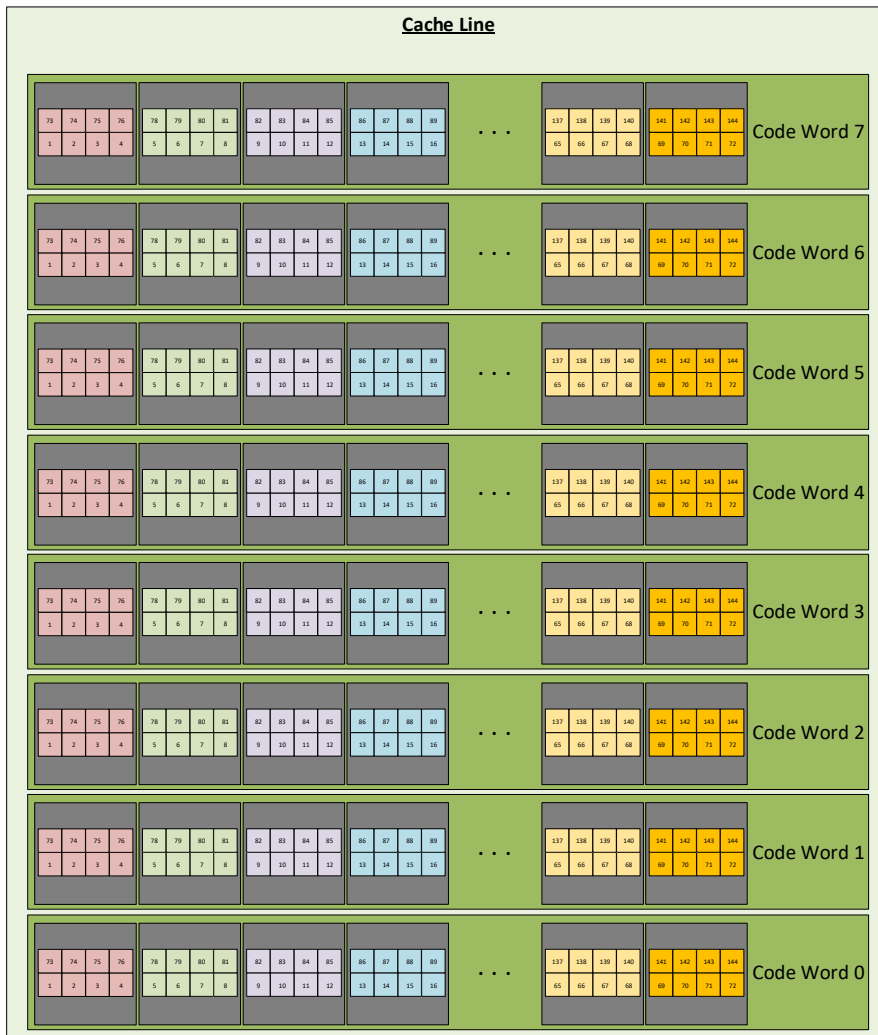 Cache Line
73 74 75 76 78 79 80 81 82 83 84 85 86 87 88 89 137 138 139 140 141 142 143 144
. . . Code Word 7
1 2 3 4 5 6 7 8 9 10 11 12 13 14 15 16 65 66 67 68 69 70 71 72
73 74 75 76 78 79 80 81 82 83 84 85 86 87 88 89 137 138 139 140 141 142 143 144
. . . Code Word 6
1 2 3 4 5 6 7 8 9 10 11 12 13 14 15 16 65 66 67 68 69 70 71 72
73 74 75 76 78 79 80 81 82 83 84 85 86 87 88 89 137 138 139 140 141 142 143 144
. . . Code Word 5
1 2 3 4 5 6 7 8 9 10 11 12 13 14 15 16 65 66 67 68 69 70 71 72
73 74 75 76 78 79 80 81 82 83 84 85 86 87 88 89 137 138 139 140 141 142 143 144
. . . Code Word 4
1 2 3 4 5 6 7 8 9 10 11 12 13 14 15 16 65 66 67 68 69 70 71 72
73 74 75 76 78 79 80 81 82 83 84 85 86 87 88 89 137 138 139 140 141 142 143 144
. . . Code Word 3
1 2 3 4 5 6 7 8 9 10 11 12 13 14 15 16 65 66 67 68 69 70 71 72
73 74 75 76 78 79 80 81 82 83 84 85 86 87 88 89 137 138 139 140 141 142 143 144
. . . Code Word 2
1 2 3 4 5 6 7 8 9 10 11 12 13 14 15 16 65 66 67 68 69 70 71 72
73 74 75 76 78 79 80 81 82 83 84 85 86 87 88 89 137 138 139 140 141 142 143 144
. . . Code Word 1
1 2 3 4 5 6 7 8 9 10 11 12 13 14 15 16 65 66 67 68 69 70 71 72
73 74 75 76 78 79 80 81 82 83 84 85 86 87 88 89 137 138 139 140 141 142 143 144
. . . Code Word 0
1 2 3 4 5 6 7 8 9 10 11 12 13 14 15 16 65 66 67 68 69 70 71 72